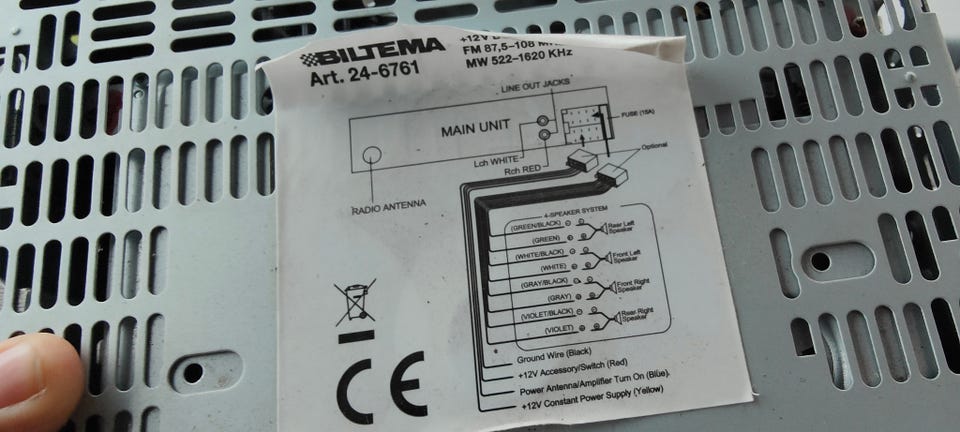 BILTEMA
Art. 24-6761
+12V
FM 87,5-108
MW 522-1620 KHz
LINE OUT JACKS
MAIN UNIT
FUSE (15A)
Lch WHITE
Rch RED
Optional
RADIO ANTENNA
4-SPEAKER SYSTEM
(GREEN/BLACK)
(GREEN)
Rear Left
Speaker
(WHITE/BLACK)
(WHITE)
Front Left
Speaker
(GRAY/BLACK)
(GRAY)
Front Right
Speaker
(VIOLET/BLACK)
(VIOLET)
Rear Right
Speaker
Ground Wire (Black)
+12V Accessory/Switch (Red)
Power Antenna/Amplifier Turn On (Blue).
+12V Constant Power Supply (Yellow)
CE